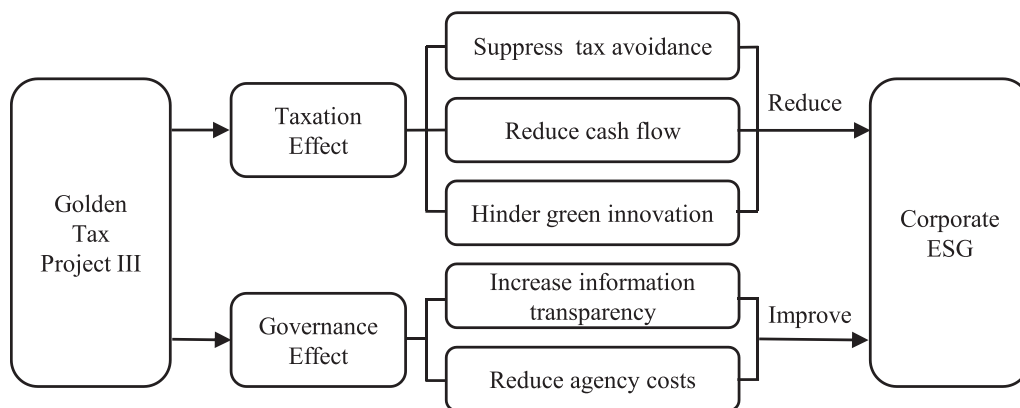 Golden
Tax
Project III
Taxation
Effect
Suppress tax avoidance
Reduce cash flow
Hinder green innovation
Reduce
Governance
Effect
Increase information
transparency
Reduce agency costs
Improve
Corporate
ESG